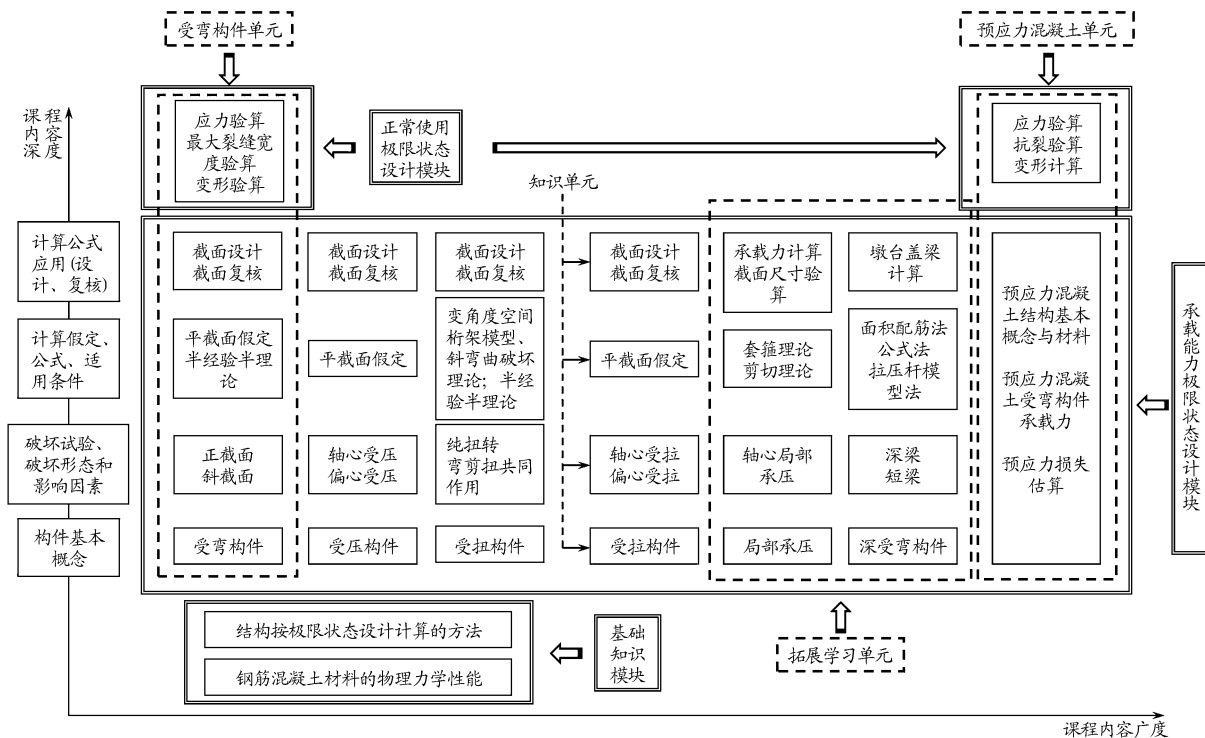 受弯构件单元
预应力混凝土单元
课程
内容
深度
应力验算
最大裂缝宽
度验算
变形验算
正常使用
极限状态
设计模块
应力验算
抗裂验算
变形计算
知识单元
计算公式
应用(设
计、复核)
截面设计
截面复核
截面设计
截面复核
截面设计
截面复核
截面设计
截面复核
承载力计算
截面尺寸验
算
墩台盖梁
计算
计算假定、
公式、适
用条件
平截面假定
半经验半理
论
平截面假定
变角度空间
桁架模型、
斜弯曲破坏
理论；半经
验半理论
平截面假定
套箍理论
剪切理论
面积配筋法
公式法
拉压杆模
型法
预应力混凝
土结构基本
概念与材料
预应力混凝
土受弯构件
承载力
预应力损失
估算
承载能力极限状态设计模块
破坏试验、
破坏形态和
影响因素
正截面
斜截面
轴心受压
偏心受压
纯扭转
弯剪扭共同
作用
轴心受拉
偏心受拉
轴心局部
承压
深梁
短梁
构件基本
概念
受弯构件
受压构件
受扭构件
受拉构件
局部承压
深受弯构件
结构按极限状态设计计算的方法
钢筋混凝土材料的物理力学性能
基础
知识
模块
拓展学习单元
课程内容广度